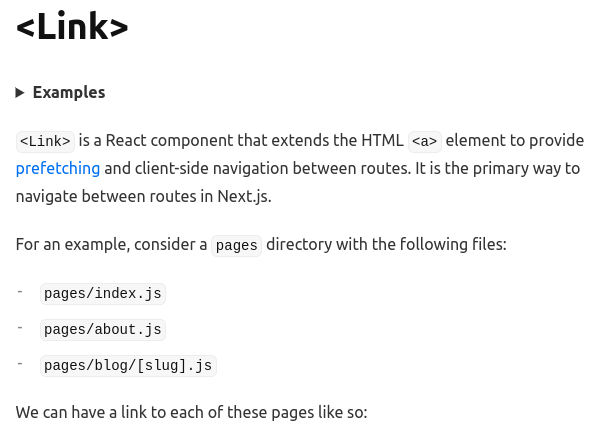 <Link>
Examples
<Link> is a React component that extends the HTML <a> element to provide
prefetching and client-side navigation between routes. It is the primary way to
navigate between routes in Next.js.
For an example, consider a pages directory with the following files:
- pages/index.js
- pages/about.js
- pages/blog/[slug].js
We can have a link to each of these pages like so: